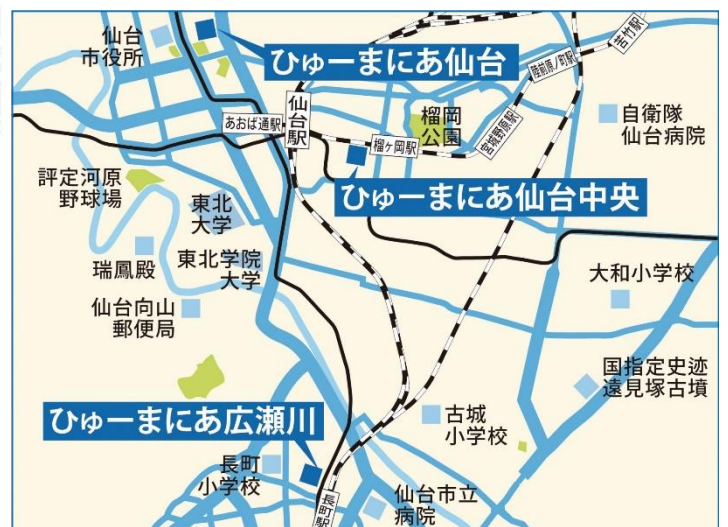 仙台
市役所
ひゅーまにあ仙台
苦竹駅
陸前原ノ町駅
仙台駅
あおば通駅
榴岡
公園
宮城野原駅
自衛隊
仙台病院
榴ヶ岡駅
ひゅーまにあ仙台中央
評定河原
野球場
東北
大学
瑞鳳殿
東北学院
大学
大和小学校
仙台向山
郵便局
国指定史迹
遠見塚古墳
ひゅーまにあ広瀬川
古城
小学校
長町
小学校
長町駅
仙台市立
病院